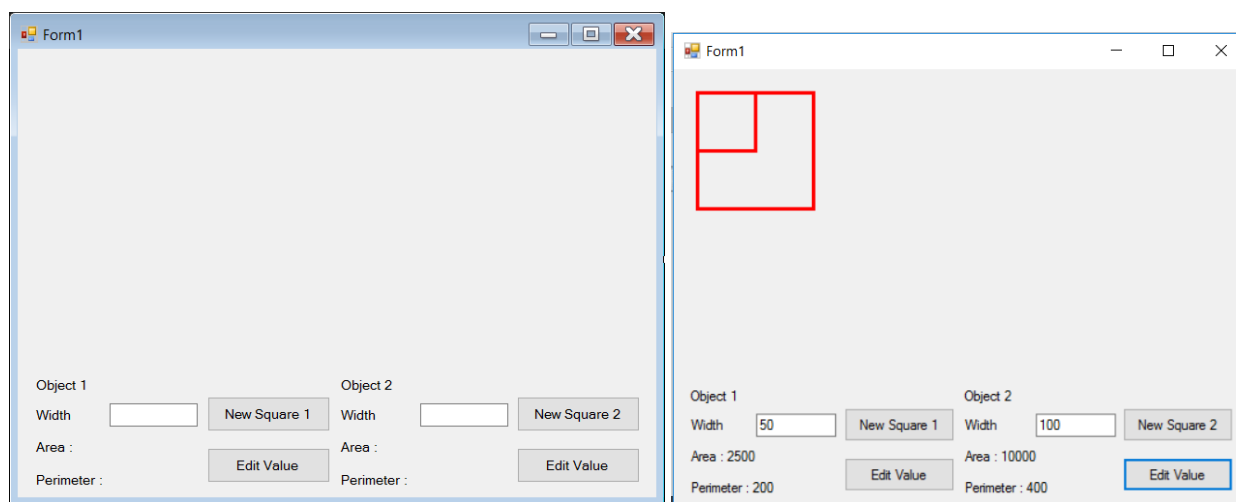 Form1
Object 1
Object 2
Width
New Square 1
Width
New Square 2
Area :
Area :
Edit Value
Edit Value
Perimeter :
Perimeter :
Form1
Object 1
Object 2
Width 50
New Square 1
Width 100
New Square 2
Area : 2500
Area : 10000
Edit Value
Edit Value
Perimeter : 200
Perimeter : 400